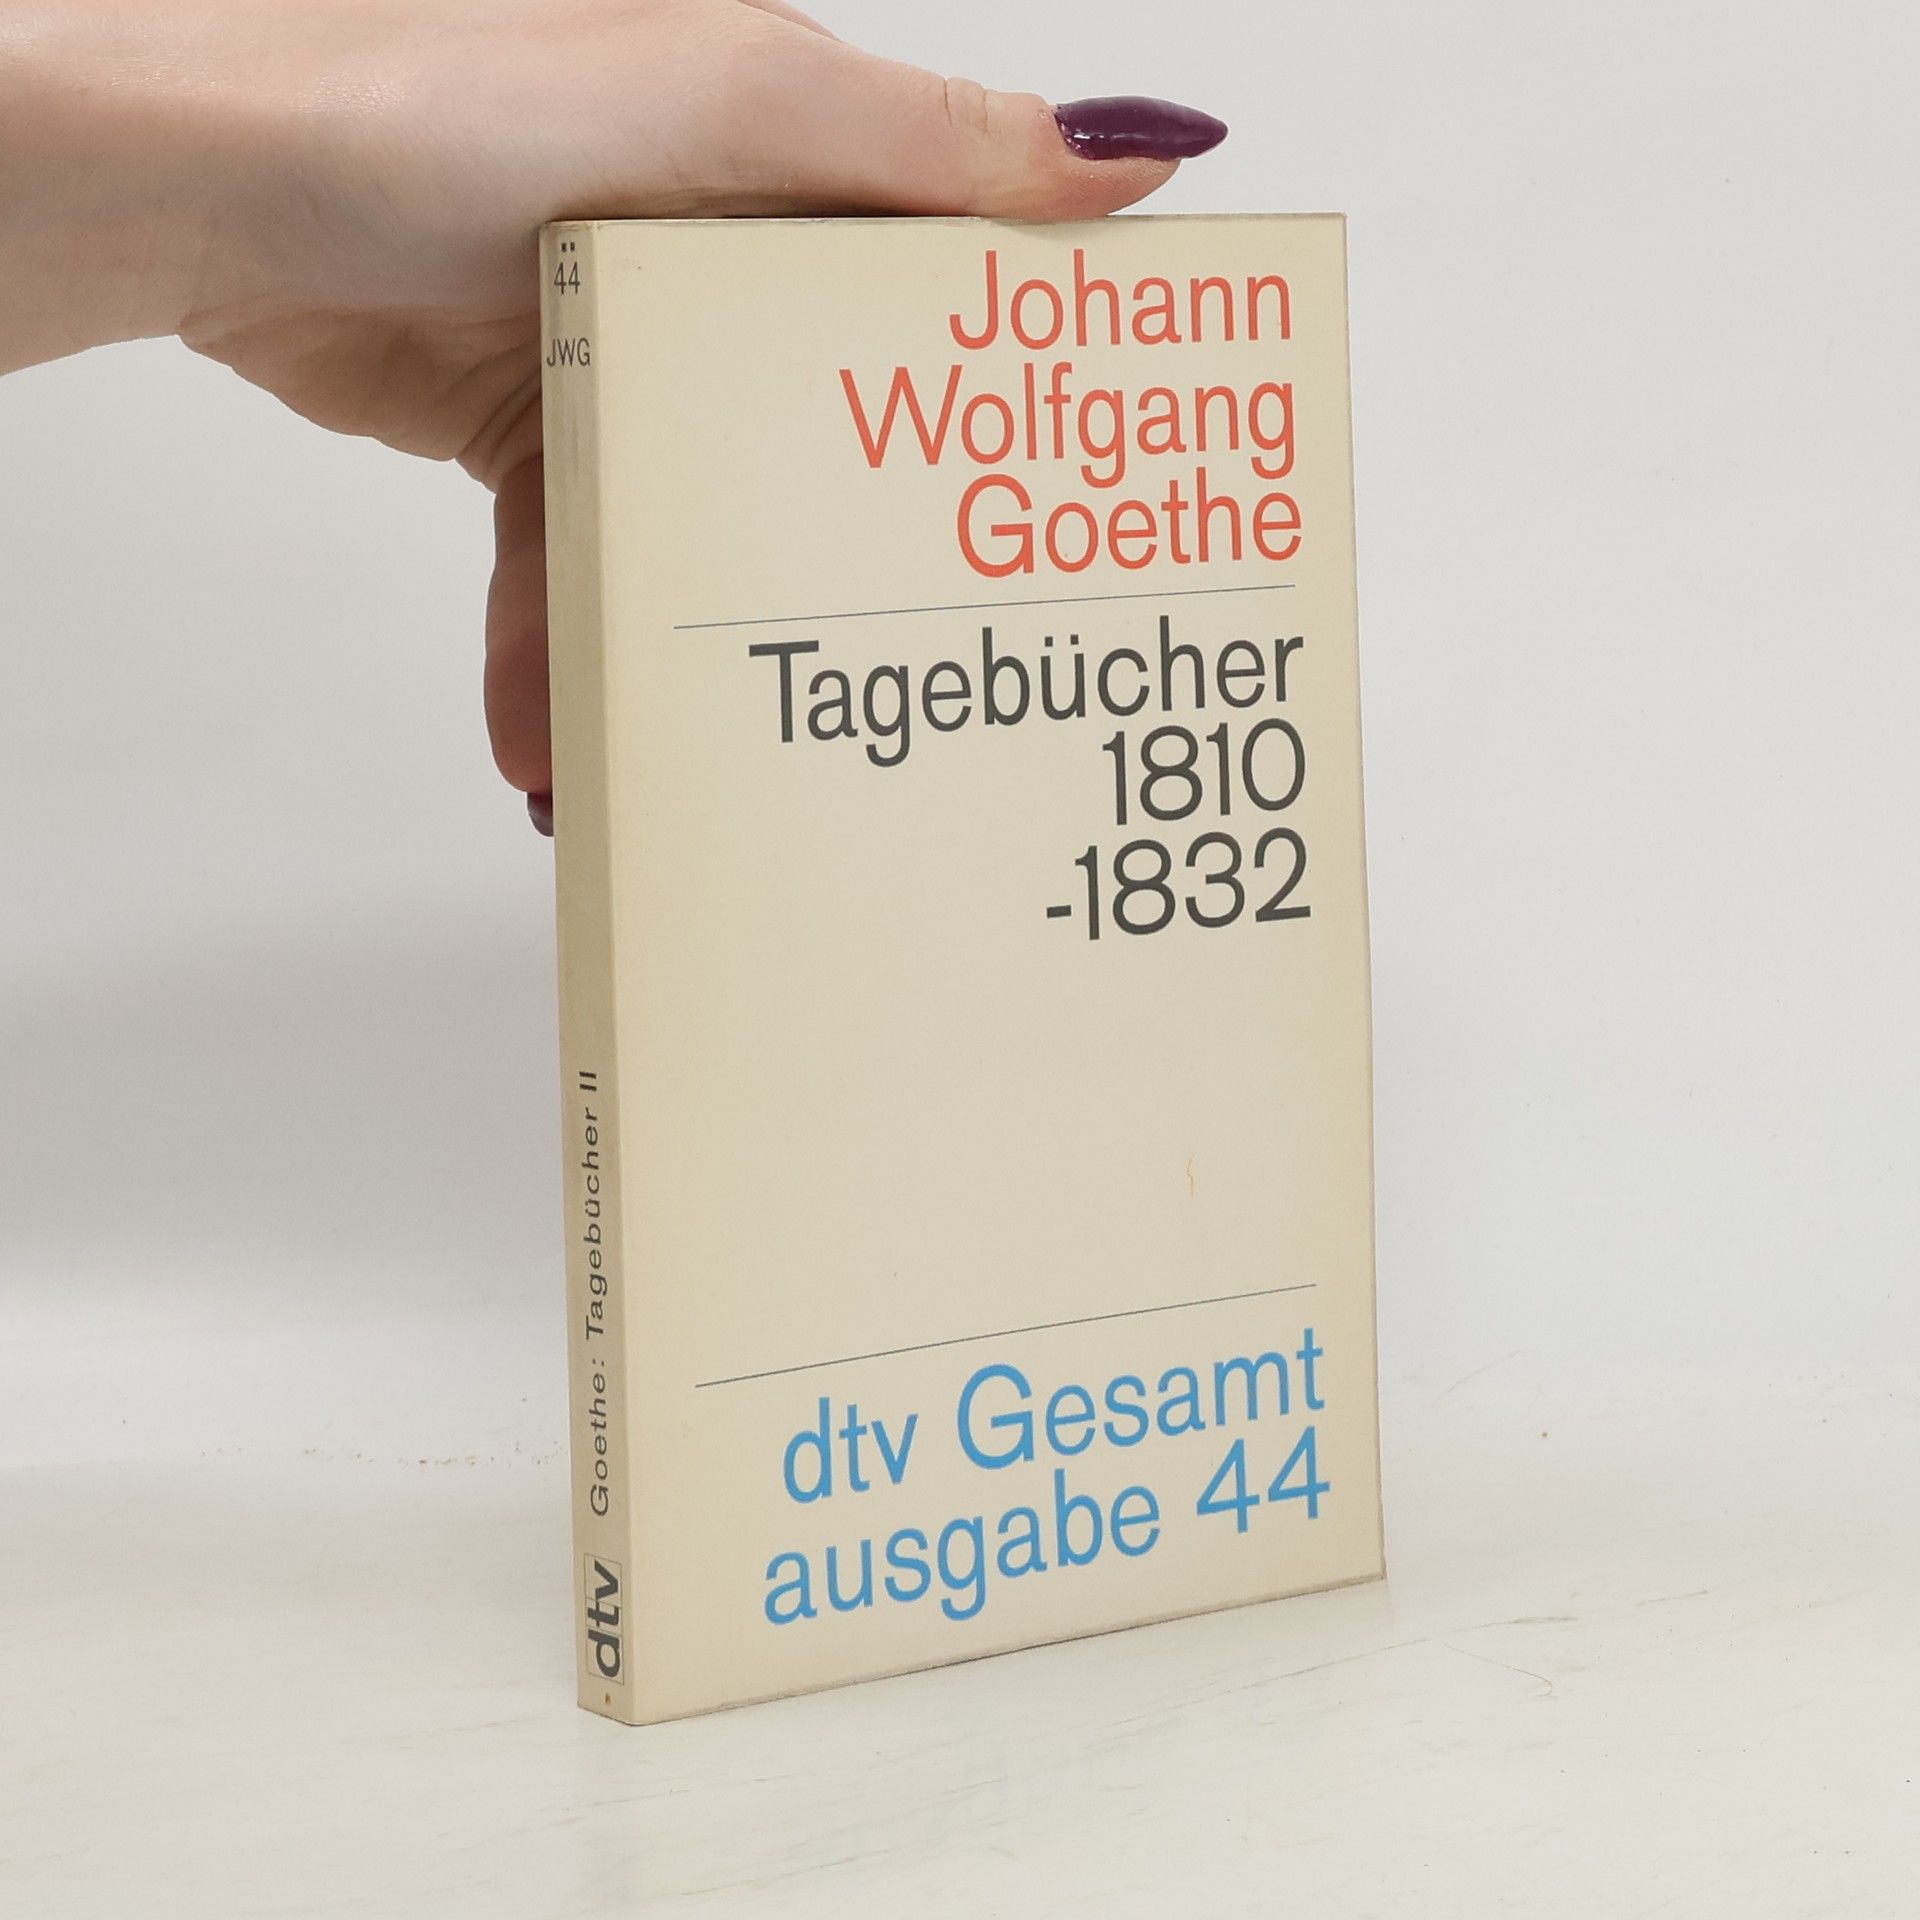 44
JWG
Goethe: Tagebücher II
dtv
Johann
Wolfgang
Goethe
Tagebücher
1810
-1832
dtv Gesamt
ausgabe 44